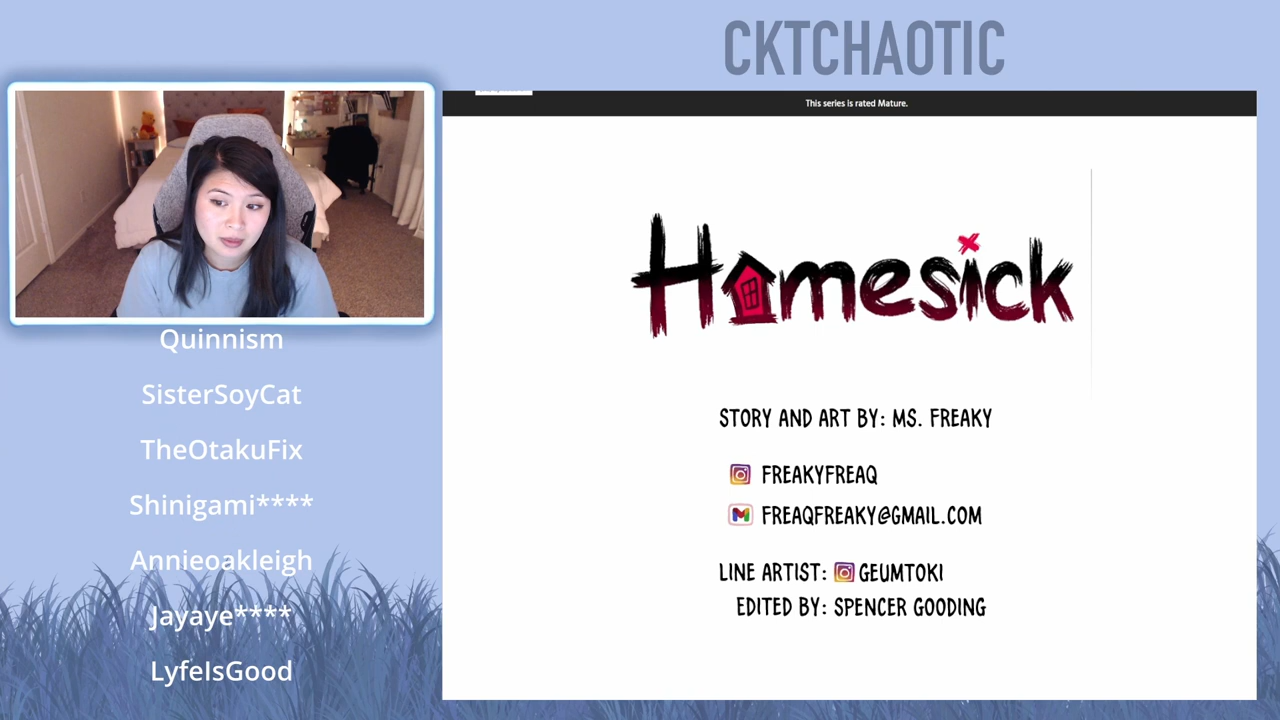 CKTCHAOTIC
This series is rated Mature.
Homesick
STORY AND ART BY: MS. FREAKY
FREAKYFREAQ
FREAQFREAKY@GMAIL.COM
LINE ARTIST: GEUMTOKI
EDITED BY: SPENCER GOODING
Quinnism
SisterSoyCat
TheOtakuFix
Shinigami****
Annieoakleigh
Jayaye****
LyfeIsGood